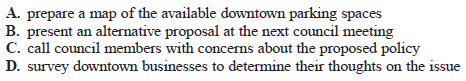 A. prepare a map of the available downtown parking spaces
B. present an alternative proposal at the next council meeting
C. call council members with concerns about the proposed policy
D. survey downtown businesses to determine their thoughts on the issue